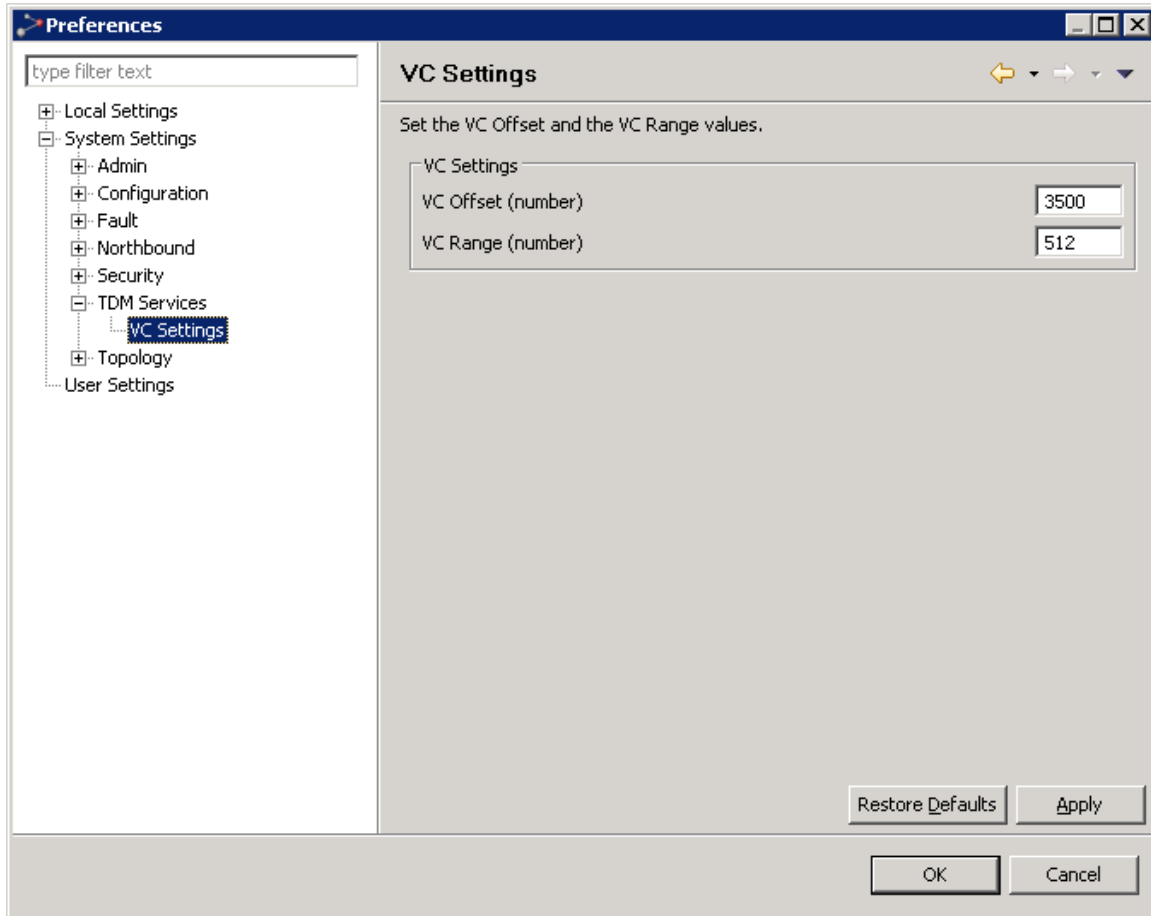 Preferences
type filter text
Local Settings
System Settings
Admin
Configuration
Fault
Northbound
Security
TDM Services
VC Settings
Topology
User Settings
VC Settings
Set the VC Offset and the VC Range values.
VC Settings
VC Offset (number) 3500
VC Range (number) 512
Restore Defaults Apply
OK Cancel